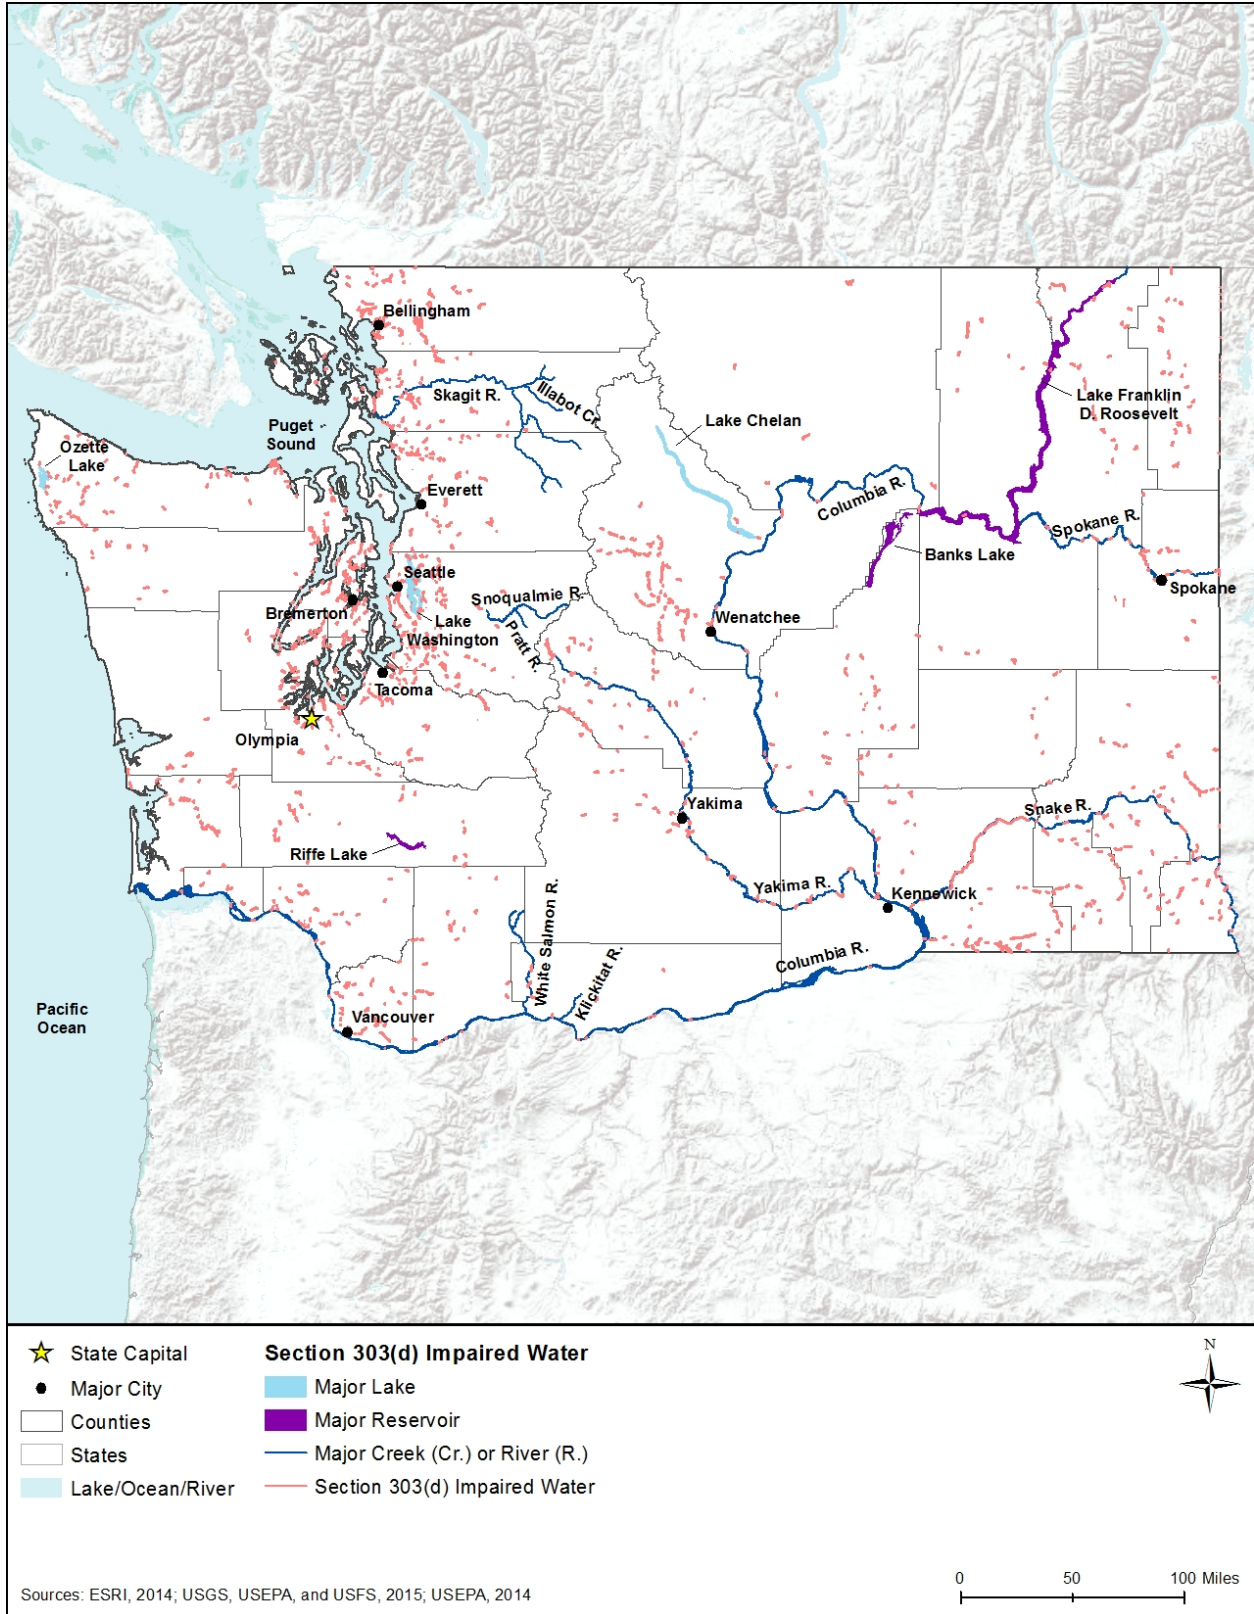 Bellingham
Skagit R.
Illabot Cr.
Lake Chelan
Lake Franklin
D. Roosevelt
Puget
Sound
Ozette
Lake
Everett
Columbia R.
Spokane R.
Banks Lake
Seattle
Spokane
Snoqualmie R.
Bremerton
Lake
Washington
Wenatchee
Pratt R.
Tacoma
Olympia
Yakima
Snake R.
Riffe Lake
Yakima R.
Kennewick
White Salmon R.
Klickitat R.
Columbia R.
Pacific
Ocean
Vancouver
State Capital
Major City
Counties
States
Lake/Ocean/River
Section 303(d) Impaired Water
Major Lake
Major Reservoir
Major Creek (Cr.) or River (R.)
Section 303(d) Impaired Water
N
Sources: ESRI, 2014; USGS, USEPA, and USFS, 2015; USEPA, 2014
0 50 100 Miles